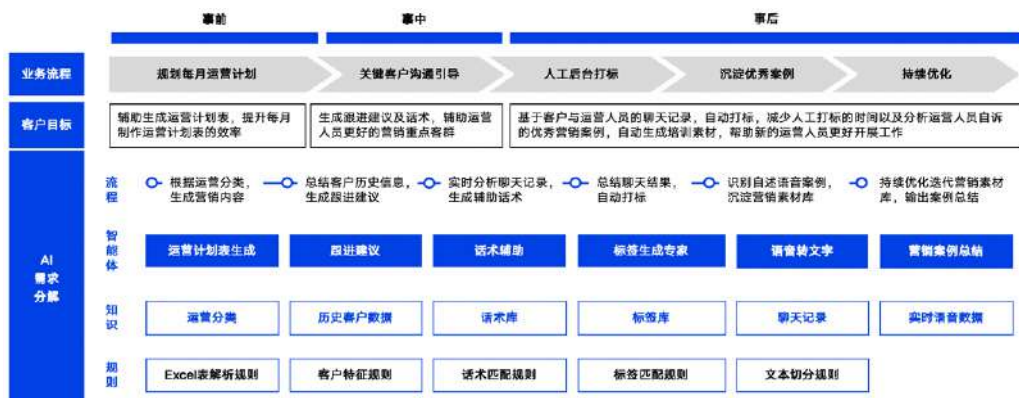 事前
事中
事后
业务流程
规划每月运营计划
关键客户沟通引导
人工后台打标
沉淀优秀案例
持续优化
客户目标
辅助生成运营计划表，提升每月
制作运营计划表的效率
生成跟进建议及话术，辅助运营
人员更好的营销重点客群
基于客户与运营人员的聊天记录，自动打标，减少人工打标的时间以及分析运营人员自诉
的优秀营销案例，自动生成培训素材，帮助新的运营人员更好开展工作
AI
需求
分解
流
程
根据运营分类，
生成营销内容
总结客户历史信息，
生成跟进建议
实时分析聊天记录，
生成辅助话术
总结聊天结果，
自动打标
识别自述语音案例，
沉淀营销素材库
持续优化迭代营销素材
库，输出案例总结
智
能
体
运营计划表生成
跟进建议
话术辅助
标签生成专家
语音转文字
营销案例总结
知
识
运营分类
历史客户数据
话术库
标签库
聊天记录
实时语音数据
规
则
Excel表解析规则
客户特征规则
话术匹配规则
标签匹配规则
文本切分规则